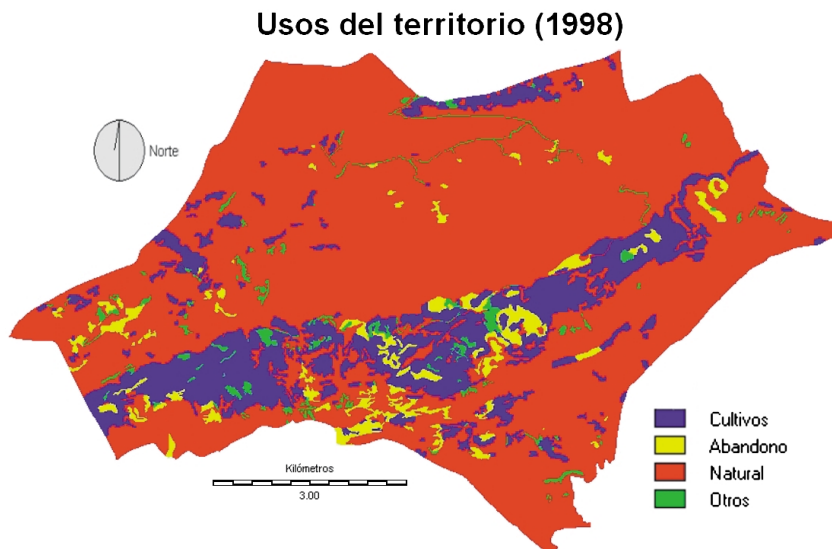 Usos del territorio (1998)
Norte
Cultivos
Abandono
Natural
Otros
Kilómetros
3.00